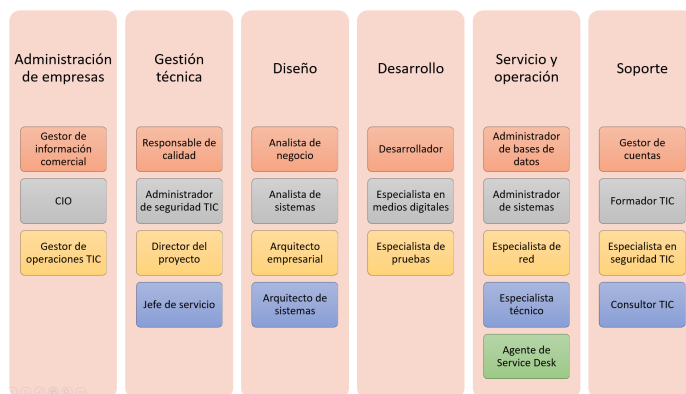 Administración
de empresas
Gestor de
información
comercial
CIO
Gestor de
operaciones TIC
Gestión
técnica
Responsable de
calidad
Administrador
de seguridad TIC
Director del
proyecto
Jefe de servicio
Diseño
Analista de
negocio
Analista de
sistemas
Arquitecto
empresarial
Arquitecto de
sistemas
Desarrollo
Desarrollador
Especialista en
medios digitales
Especialista de
pruebas
Servicio y
operación
Administrador
de bases de
datos
Administrador
de sistemas
Especialista
de red
Especialista
técnico
Agente de
Service Desk
Soporte
Gestor de
cuentas
Formador TIC
Especialista en
seguridad TIC
Consultor TIC